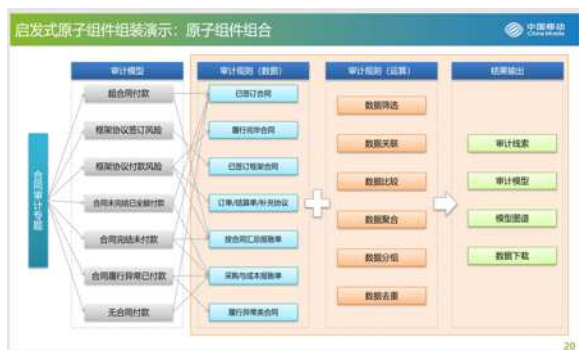 启发式原子组件组装演示：原子组件组合
中国移动
China Mobile
审计模型
审计规则（数据）
审计规则（运算）
结果输出
合同审计专题
超合同付款
框架协议签订风险
框架协议付款风险
合同未完结已全额付款
合同完结未付款
合同履行异常已付款
无合同付款
已签订合同
履行完毕合同
已签订框架合同
订单/结算单/补充协议
按合同汇总报账单
采购与成本报账单
履行异常类合同
数据筛选
数据关联
数据比较
数据聚合
数据分组
数据去重
审计线索
审计模型
模型图谱
数据下载
20